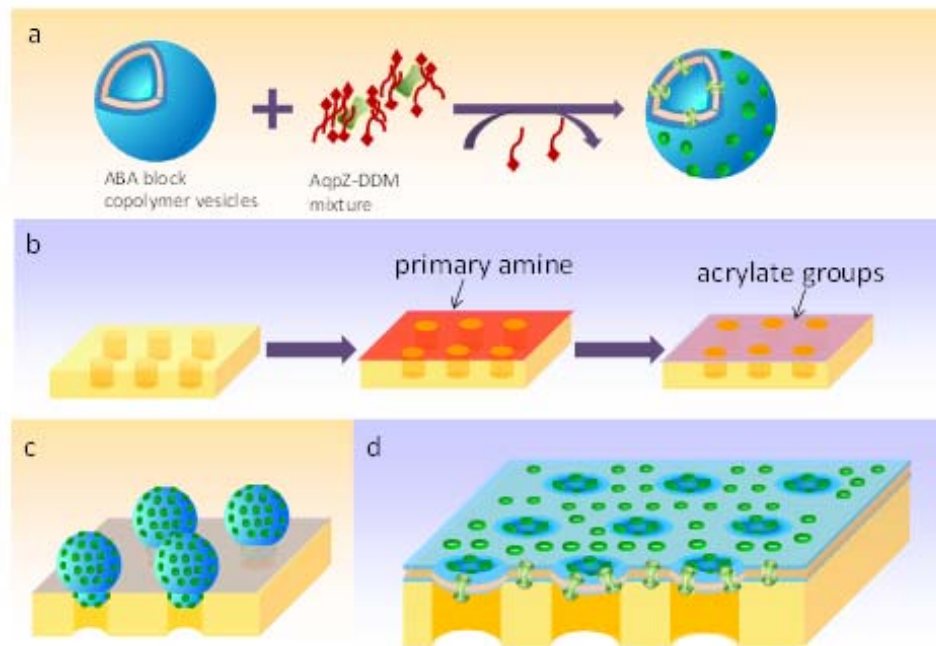 a
ABA block
copolymer vesicles
AqpZ-DDM
mixture
b
primary amine
acrylate groups
c
d